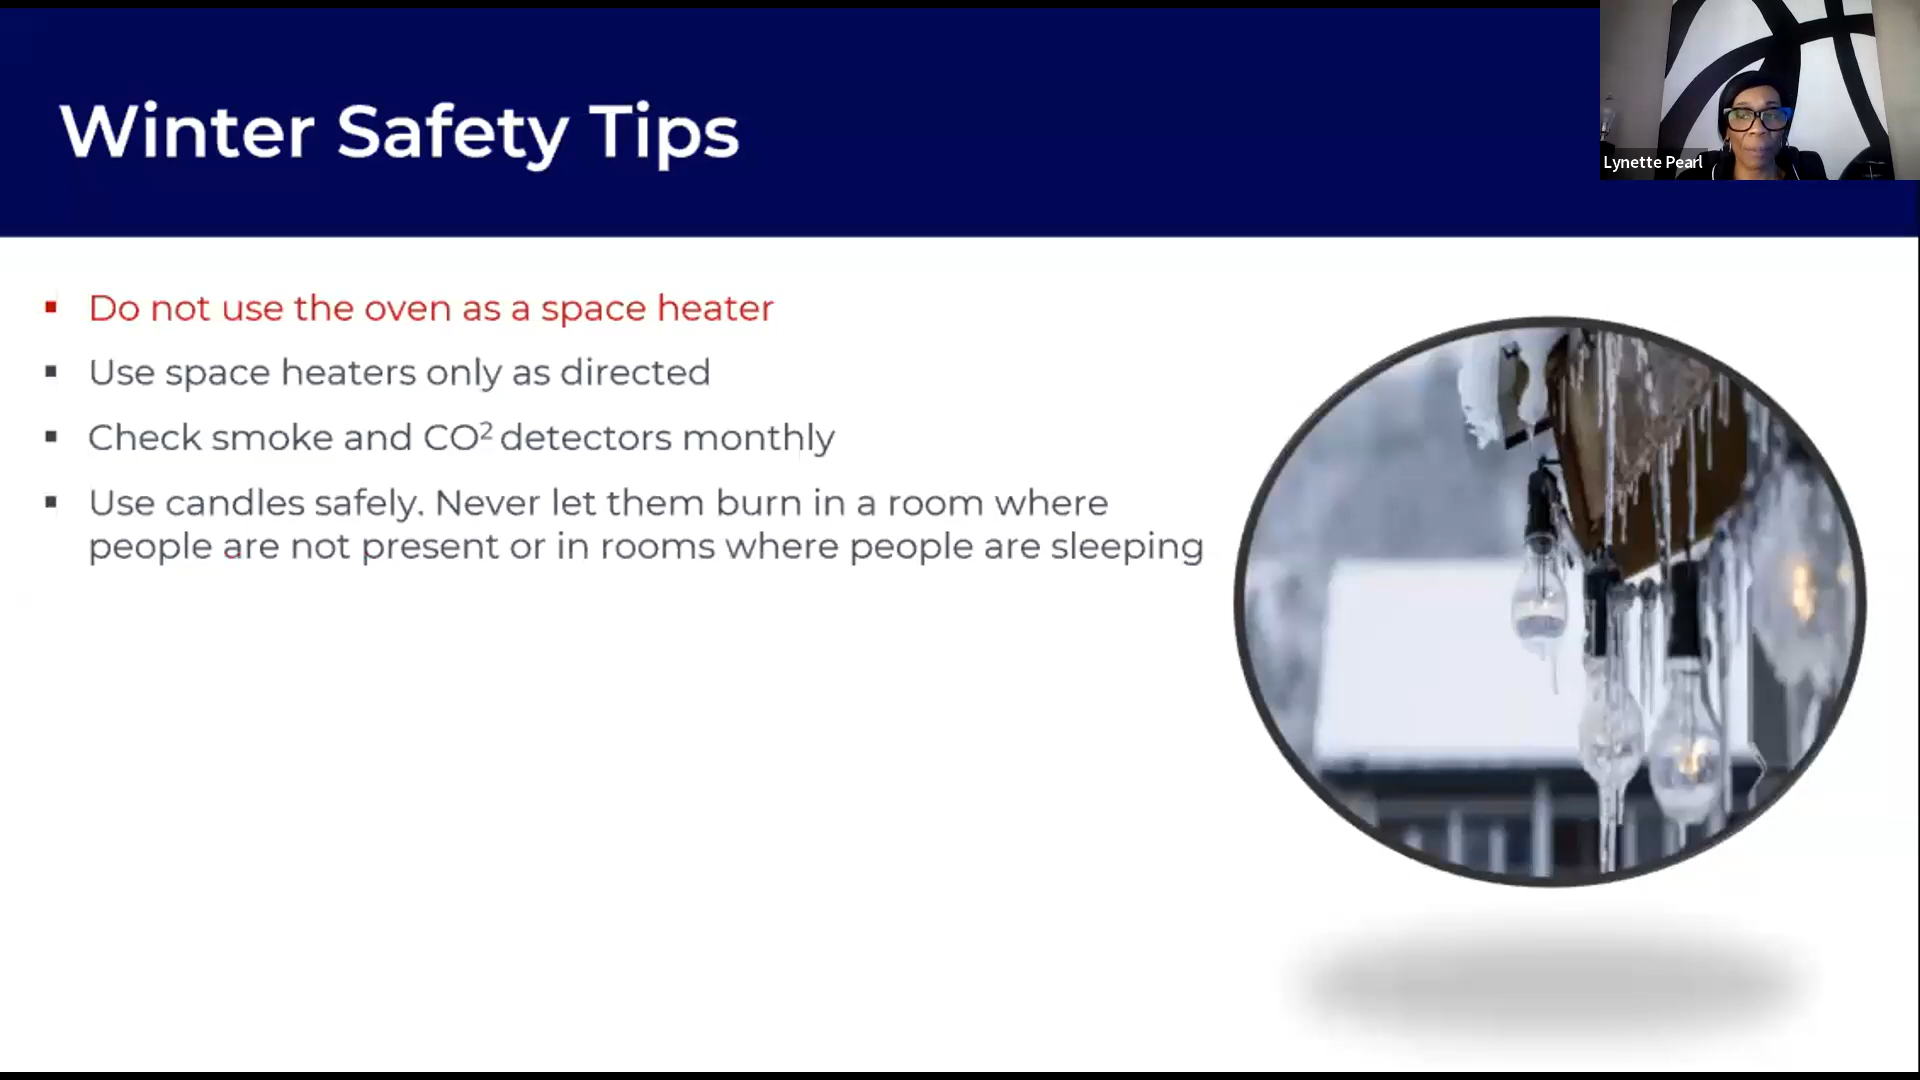 Winter Safety Tips
Lynette Pearl
▪ Do not use the oven as a space heater
▪ Use space heaters only as directed
▪ Check smoke and CO² detectors monthly
▪ Use candles safely. Never let them burn in a room where
people are not present or in rooms where people are sleeping